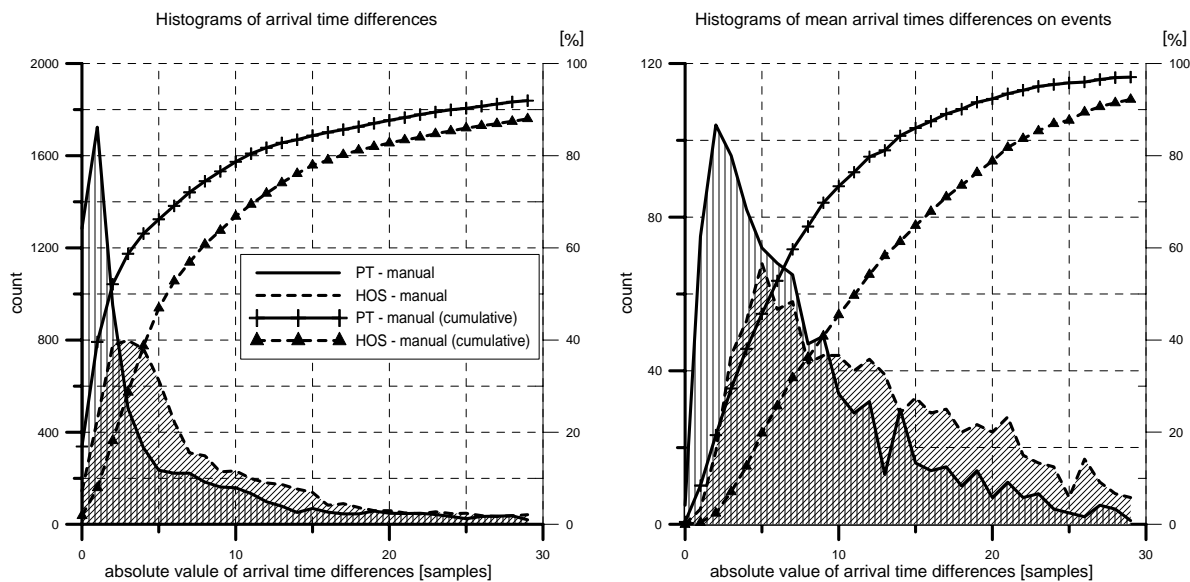 Histograms of arrival time differences
[%]
2000
1600
1200
800
400
0
count
100
80
60
40
20
0
PT - manual
HOS - manual
PT - manual (cumulative)
HOS - manual (cumulative)
0 10 20 30
absolute valule of arrival time differences [samples]
Histograms of mean arrival times differences on events
[%]
120
80
40
0
count
100
80
60
40
20
0
0 10 20 30
absolute value of arrival time differences [samples]